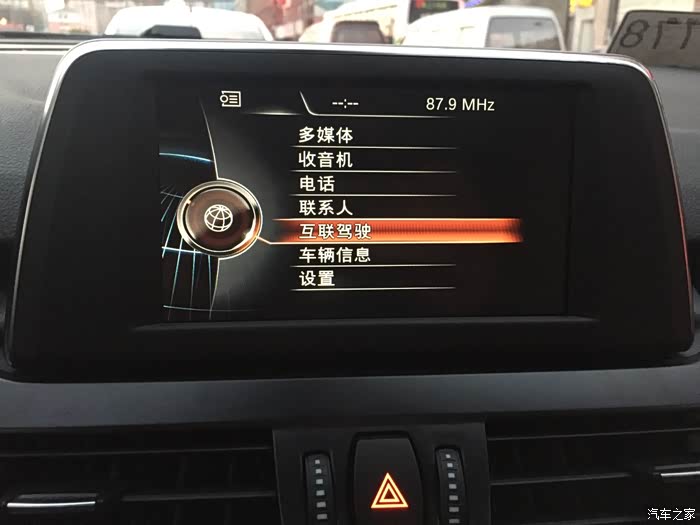 --:--
87.9 MHz
多媒体
收音机
电话
联系人
互联驾驶
车辆信息
设置
汽车之家